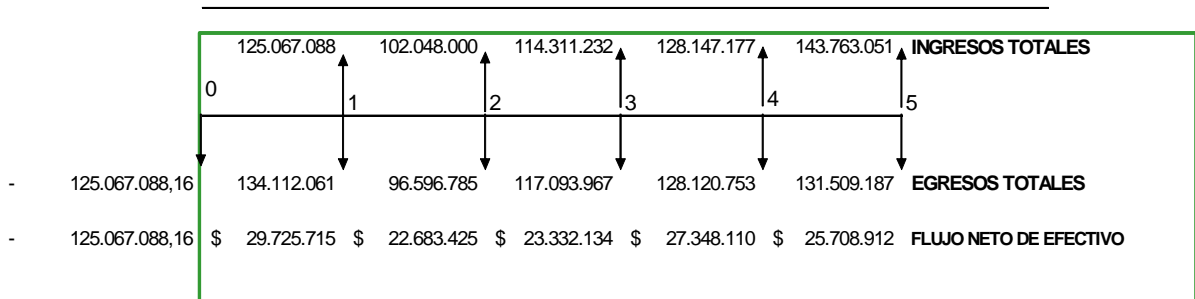 125.067.088 102.048.000 114.311.232 128.147.177 143.763.051 INGRESOS TOTALES
0 1 2 3 4 5
- 125.067.088,16 134.112.061 96.596.785 117.093.967 128.120.753 131.509.187 EGRESOS TOTALES
- 125.067.088,16 $ 29.725.715 $ 22.683.425 $ 23.332.134 $ 27.348.110 $ 25.708.912 FLUJO NETO DE EFECTIVO